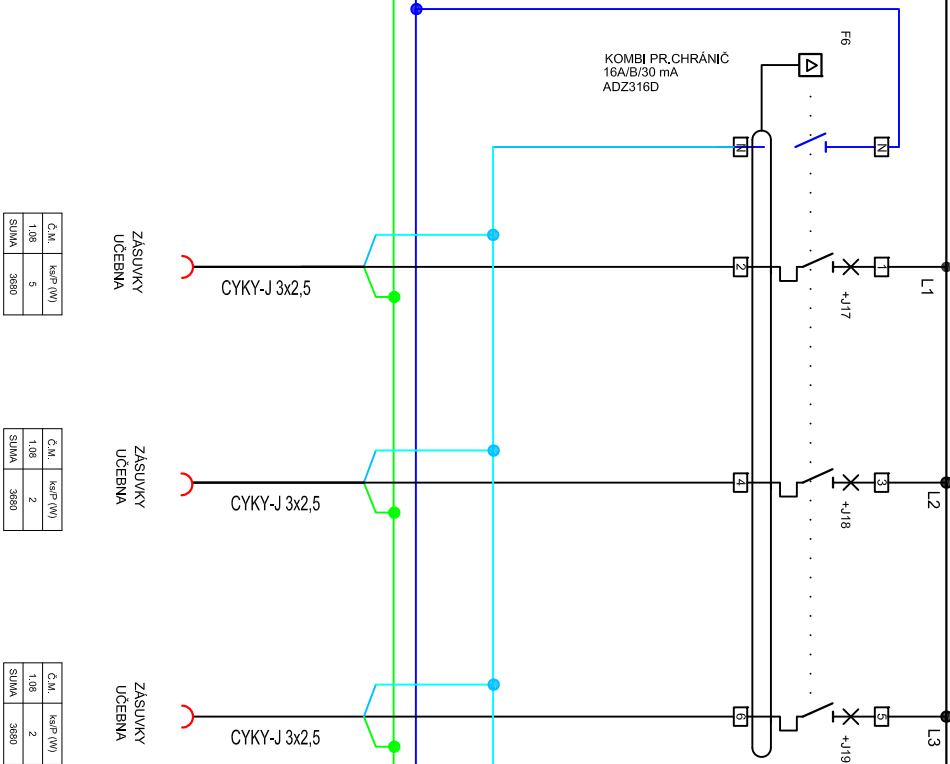 F6
KOMBI PR.CHRÁNIČ
16A/B/30 mA
ADZ316D
N
N
L1
1
+J17
2
CYKY-J 3x2,5
ZÁSUVKY
UČEBNA
Č.M. ks/P (W)
1.08 5
SUMA 3680
L2
3
+J18
4
CYKY-J 3x2,5
ZÁSUVKY
UČEBNA
Č.M. ks/P (W)
1.08 2
SUMA 3680
L3
5
+J19
6
CYKY-J 3x2,5
ZÁSUVKY
UČEBNA
Č.M. ks/P (W)
1.08 2
SUMA 3680